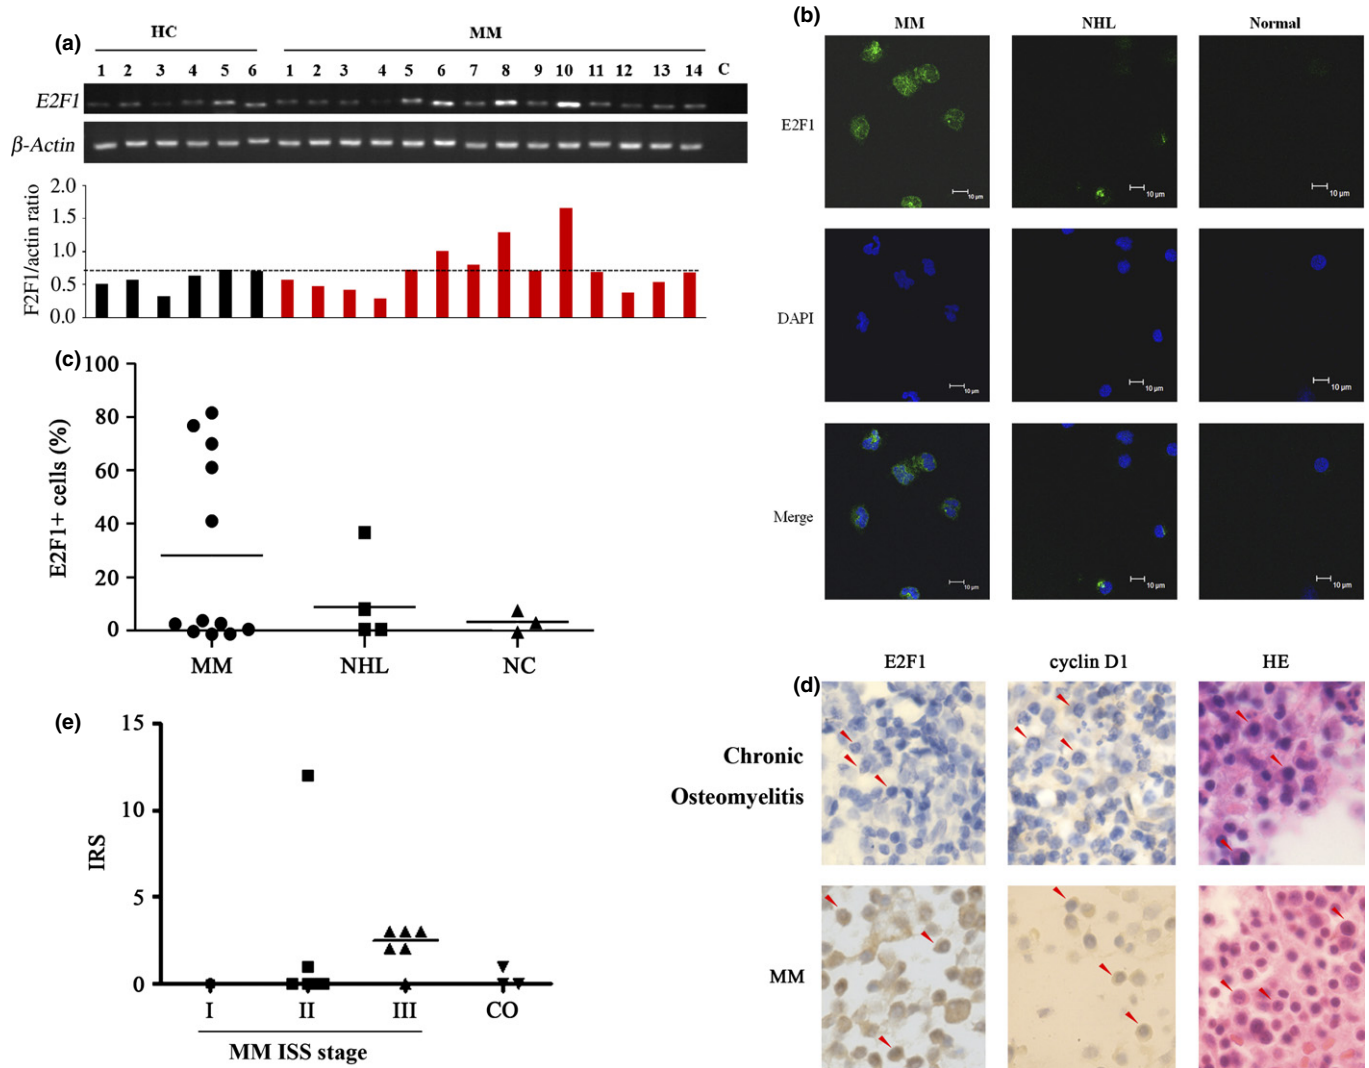 (a)
HC
MM
1 2 3 4 5 6 1 2 3 4 5 6 7 8 9 10 11 12 13 14 C
E2F1
β-Actin
F2F1/actin ratio
2.0
1.5
1.0
0.5
0.0
(b)
MM NHL Normal
E2F1
10 µm
10 µm
10 µm
DAPI
10 µm
10 µm
10 µm
Merge
10 µm
10 µm
10 µm
(c)
E2F1+ cells (%)
100
80
60
40
20
0
MM NHL NC
(d)
E2F1 cyclin D1 HE
Chronic
Osteomyelitis
MM
(e)
IRS
15
10
5
0
I II III CO
MM ISS stage